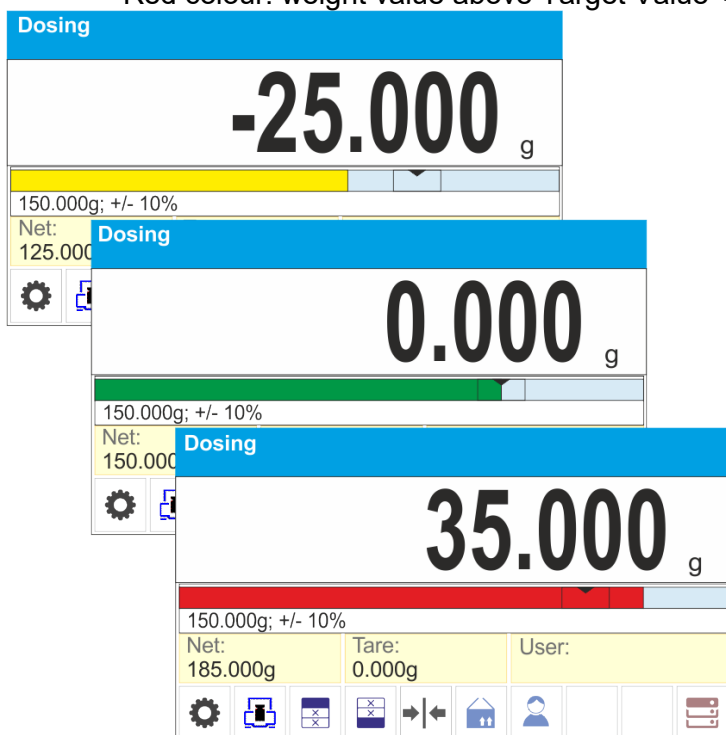 Red colour: weight value above Target Value
Dosing
-25.000 g
150.000g; +/- 10%
Net:
125.000
Dosing
0.000 g
150.000g; +/- 10%
Net:
150.000
Dosing
35.000 g
150.000g; +/- 10%
Net: Tare: User:
185.000g 0.000g